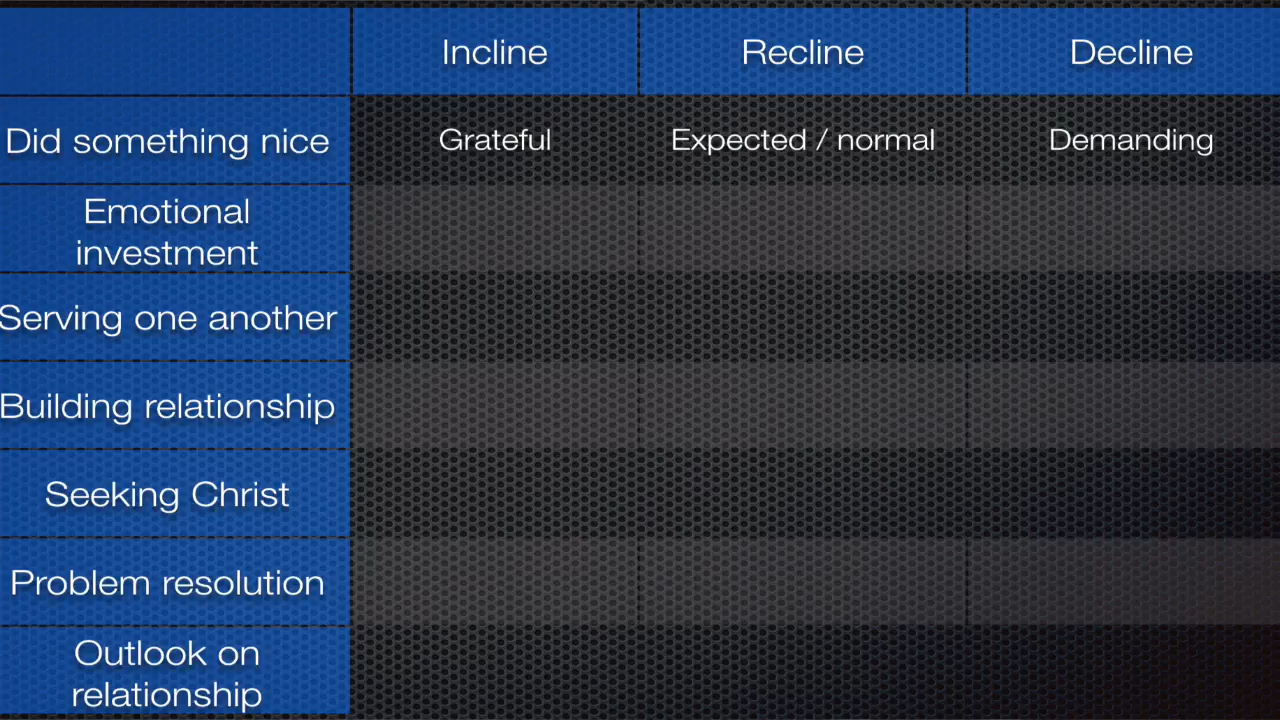 Incline Recline Decline
Did something nice Grateful Expected / normal Demanding
Emotional
investment
Serving one another
Building relationship
Seeking Christ
Problem resolution
Outlook on
relationship